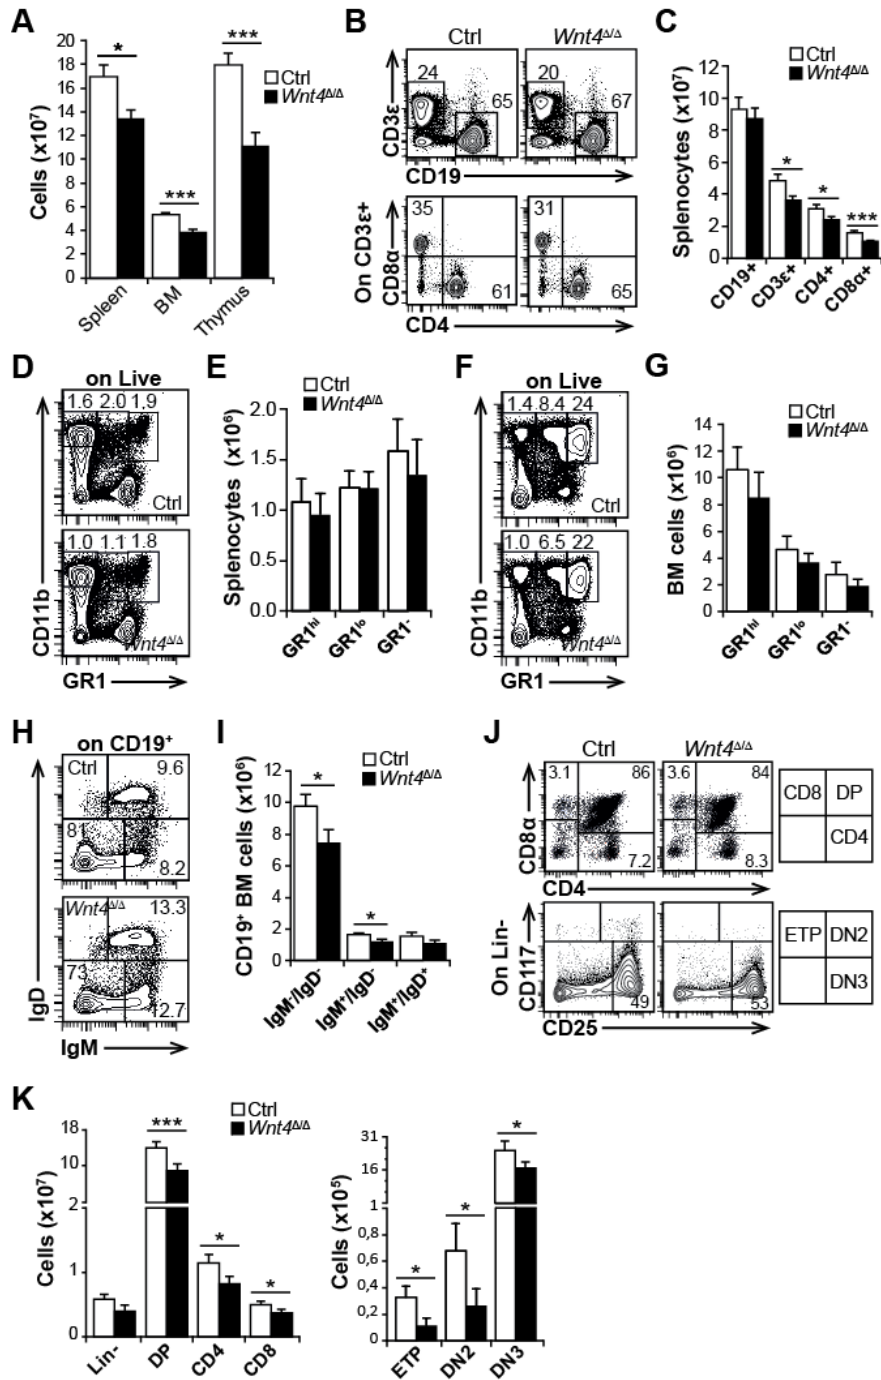 A
Cells (x10⁷)
20
18
16
14
12
10
8
6
4
2
0
*
***
***
Ctrl
Wnt4Δ/Δ
Spleen
BM
Thymus
B
Ctrl
Wnt4Δ/Δ
CD3ε
24
65
20
67
CD19
On CD3ε+
CD8α
35
61
31
65
CD4
C
Ctrl
Wnt4Δ/Δ
Splenocytes (x10⁷)
12
10
8
6
4
2
0
*
*
***
CD19+
CD3ε+
CD4+
CD8α+
D
on Live
1.6 2.0 1,9
Ctrl
1.0 1.1 1.8
Wnt4Δ/Δ
CD11b
GR1
E
Ctrl
Wnt4Δ/Δ
Splenocytes (x10⁶)
2.0
1.5
1.0
0.5
0.0
GR1hi
GR1lo
GR1-
F
on Live
1.4 8.4 24
Ctrl
1.0 6.5 22
Wnt4Δ/Δ
CD11b
GR1
G
Ctrl
Wnt4Δ/Δ
BM cells (x10⁶)
14
12
10
8
6
4
2
0
GR1hi
GR1lo
GR1-
H
on CD19⁺
Ctrl
9.6
81
8.2
Wnt4Δ/Δ
13.3
73
12.7
IgD
IgM
I
Ctrl
Wnt4Δ/Δ
CD19⁺ BM cells (x10⁶)
12
10
8
6
4
2
0
*
*
IgM-/IgD-
IgM⁺/IgD-
IgM⁺/IgD⁺
J
Ctrl
Wnt4Δ/Δ
CD8α
3.1
86
7.2
3.6
84
8.3
CD8 DP
CD4
CD4
On Lin-
CD117
49
53
ETP DN2
DN3
CD25
K
Ctrl
Wnt4Δ/Δ
Cells (x10⁷)
18
10
2
1
0
***
*
*
Lin-
DP
CD4
CD8
Cells (x10⁵)
31
16
1
0,8
0,6
0,4
0,2
0
*
*
*
ETP
DN2
DN3